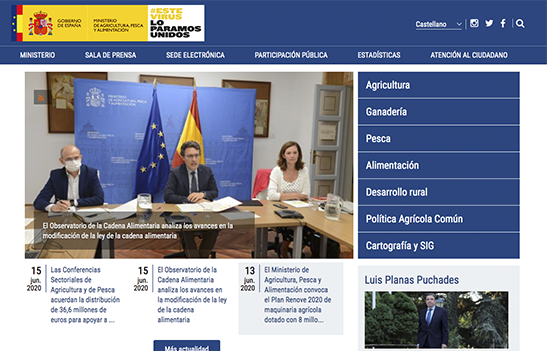 GOBIERNO
DE ESPAÑA
MINISTERIO
DE AGRICULTURA, PESCA
Y ALIMENTACIÓN
#ESTE
VIRUS
LO
PARAMOS
UNIDOS
Castellano
MINISTERIO
SALA DE PRENSA
SEDE ELECTRÓNICA
PARTICIPACIÓN PÚBLICA
ESTADÍSTICAS
ATENCIÓN AL CIUDADANO
MINISTERIO
DE AGRICULTURA, PESCA
Y ALIMENTACIÓN
El Observatorio de la Cadena Alimentaria analiza los avances en la
modificación de la ley de la cadena alimentaria
Agricultura
Ganadería
Pesca
Alimentación
Desarrollo rural
Política Agrícola Común
Cartografía y SIG
15
jun.
2020
Las Conferencias
Sectoriales de
Agricultura y de Pesca
acuerdan la distribución
de 36,6 millones de
euros para apoyar a ...
15
jun.
2020
El Observatorio de la
Cadena Alimentaria
analiza los avances en
la modificación de la ley
de la cadena
alimentaria
13
jun.
2020
El Ministerio de
Agricultura, Pesca y
Alimentación convoca
el Plan Renove 2020 de
maquinaria agrícola
dotado con 8 millo...
Luis Planas Puchades
Más actualidad